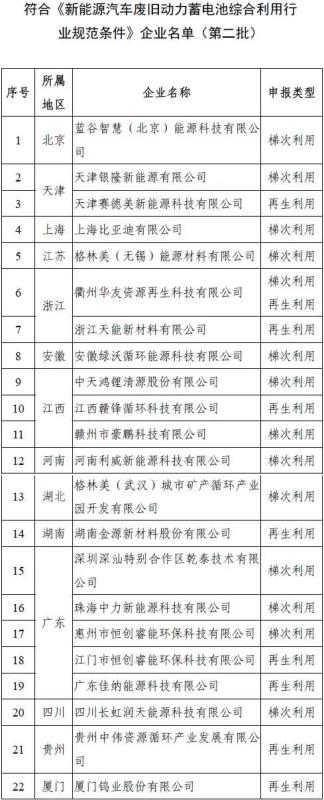 符合《新能源汽车废旧动力蓄电池综合利用行
业规范条件》企业名单（第二批）
序号 所属地区 企业名称 申报类型
1 北京 蓝谷智慧（北京）能源科技有限公司 梯次利用
2 天津 天津银隆新能源有限公司 梯次利用
3 天津赛德美新能源科技有限公司 再生利用
4 上海 上海比亚迪有限公司 梯次利用
5 江苏 格林美（无锡）能源材料有限公司 梯次利用
6 浙江 衢州华友资源再生科技有限公司 梯次利用 再生利用
7 浙江天能新材料有限公司 再生利用
8 安徽 安徽绿沃循环能源科技有限公司 梯次利用
9 江西 中天鸿锂清源股份有限公司 梯次利用
10 江西赣锋循环科技有限公司 再生利用
11 赣州市豪鹏科技有限公司 梯次利用
12 河南 河南利威新能源科技有限公司 梯次利用
13 湖北 格林美（武汉）城市矿产循环产业园开发有限公司 梯次利用
14 湖南 湖南金源新材料股份有限公司 再生利用
15 广东 深圳深汕特别合作区乾泰技术有限公司 梯次利用
16 珠海中力新能源科技有限公司 梯次利用
17 惠州市恒创睿能环保科技有限公司 梯次利用
18 江门市恒创睿能环保科技有限公司 再生利用
19 广东佳纳能源科技有限公司 再生利用
20 四川 四川长虹润天能源科技有限公司 梯次利用
21 贵州 贵州中伟资源循环产业发展有限公司 再生利用
22 厦门 厦门钨业股份有限公司 再生利用